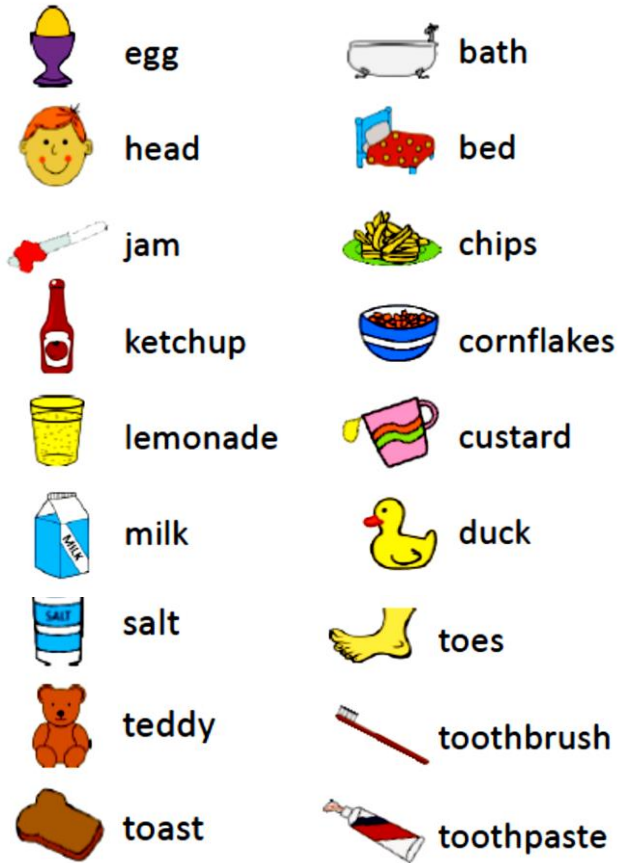 egg
head
jam
ketchup
lemonade
MILK
milk
SALT
salt
teddy
toast
bath
bed
chips
cornflakes
custard
duck
toes
toothbrush
toothpaste